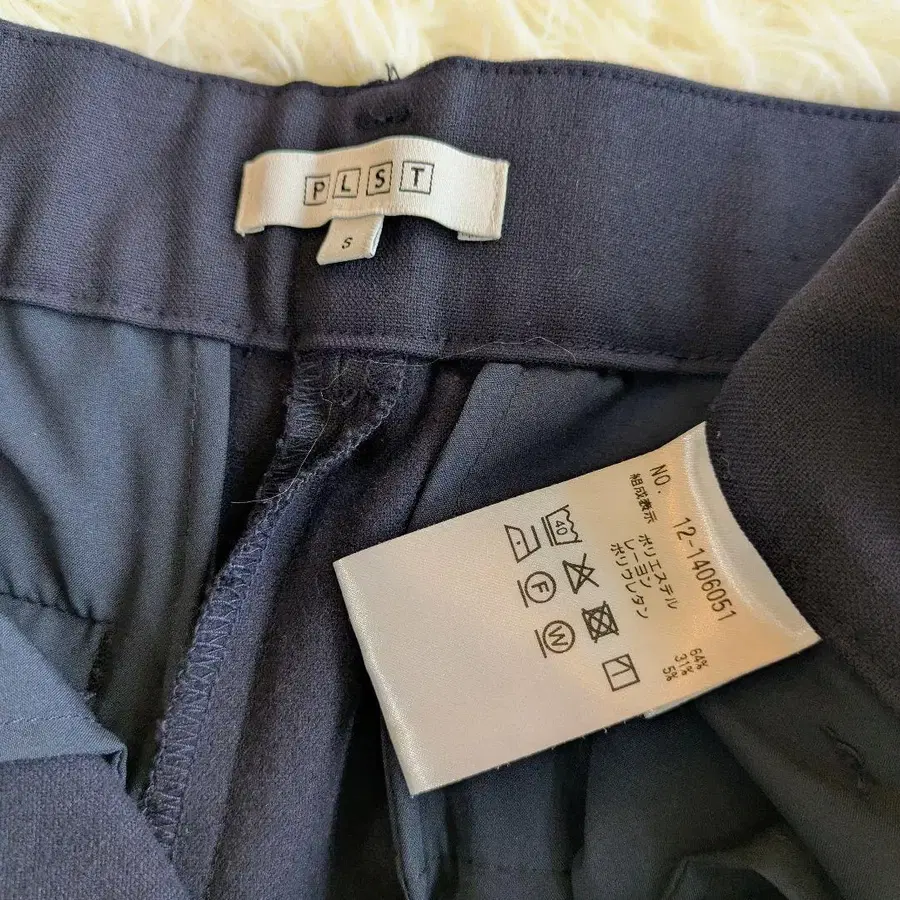 PLST
S
NO. 12-1406051
組成表示 ポリエステル 64%
レーヨン 31%
ポリウレタン 5%
40
F
W